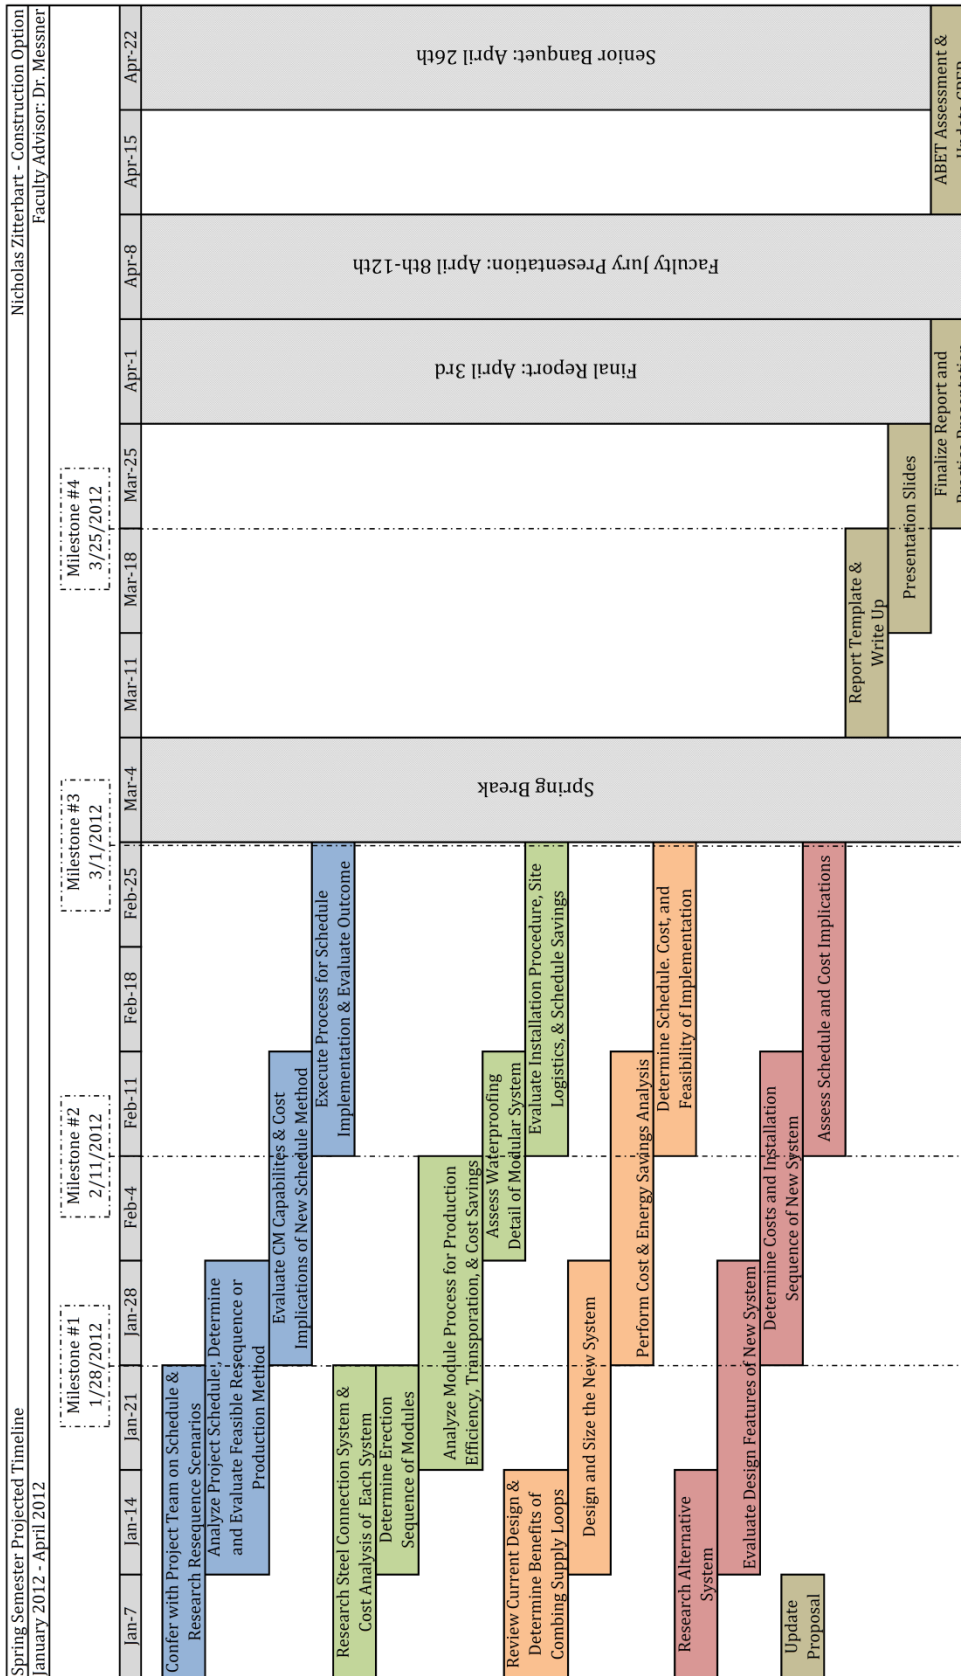 Spring Semester Projected Timeline
Nicholas Zitterbart - Construction Option
January 2012 - April 2012
Faculty Advisor: Dr. Messner
Milestone #1
1/28/2012
Milestone #2
2/11/2012
Milestone #3
3/1/2012
Milestone #4
3/25/2012
Jan-7
Jan-14
Jan-21
Jan-28
Feb-4
Feb-11
Feb-18
Feb-25
Mar-4
Mar-11
Mar-18
Mar-25
Apr-1
Apr-8
Apr-15
Apr-22
Confer with Project Team on Schedule &
Research Resequence Scenarios
Analyze Project Schedule; Determine
and Evaluate Feasible Resequence or
Production Method
Evaluate CM Capabilites & Cost
Implications of New Schedule Method
Execute Process for Schedule
Implementation & Evaluate Outcome
Research Steel Connection System &
Cost Analysis of Each System
Determine Erection
Sequence of Modules
Analyze Module Process for Production
Efficiency, Transporation, & Cost Savings
Assess Waterproofing
Detail of Modular System
Evaluate Installation Procedure, Site
Logistics, & Schedule Savings
Review Current Design &
Determine Benefits of
Combing Supply Loops
Design and Size the New System
Perform Cost & Energy Savings Analysis
Determine Schedule. Cost, and
Feasibility of Implementation
Research Alternative
System
Evaluate Design Features of New System
Determine Costs and Installation
Sequence of New System
Assess Schedule and Cost Implications
Update
Proposal
Spring Break
Report Template &
Write Up
Presentation Slides
Finalize Report and
Final Report: April 3rd
Faculty Jury Presentation: April 8th-12th
Senior Banquet: April 26th
ABET Assessment &